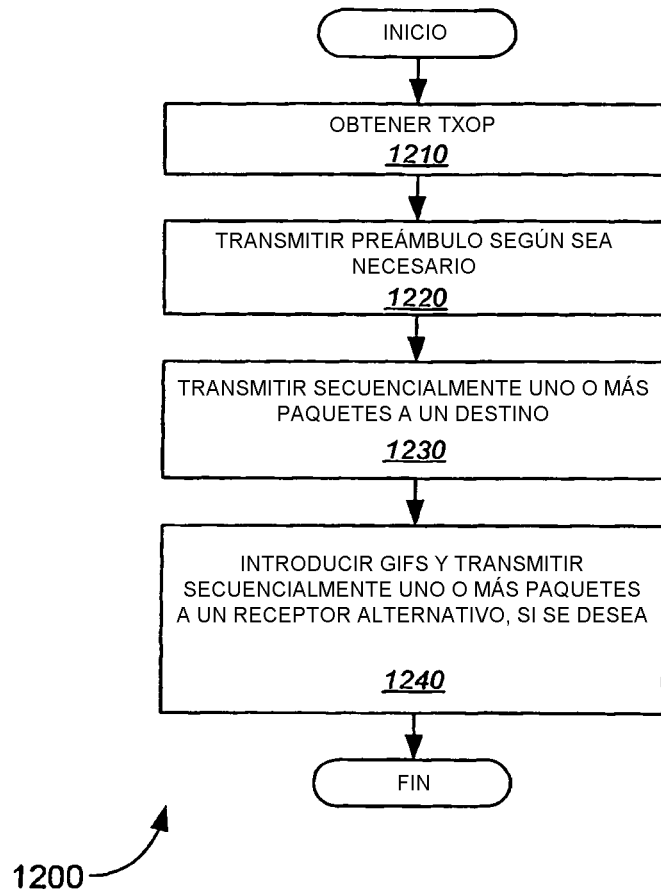 INICIO
OBTENER TXOP
1210
TRANSMITIR PREÁMBULO SEGÚN SEA
NECESARIO
1220
TRANSMITIR SECUENCIALMENTE UNO O MÁS
PAQUETES A UN DESTINO
1230
INTRODUCIR GIFS Y TRANSMITIR
SECUENCIALMENTE UNO O MÁS PAQUETES
A UN RECEPTOR ALTERNATIVO, SI SE DESEA
1240
FIN
1200